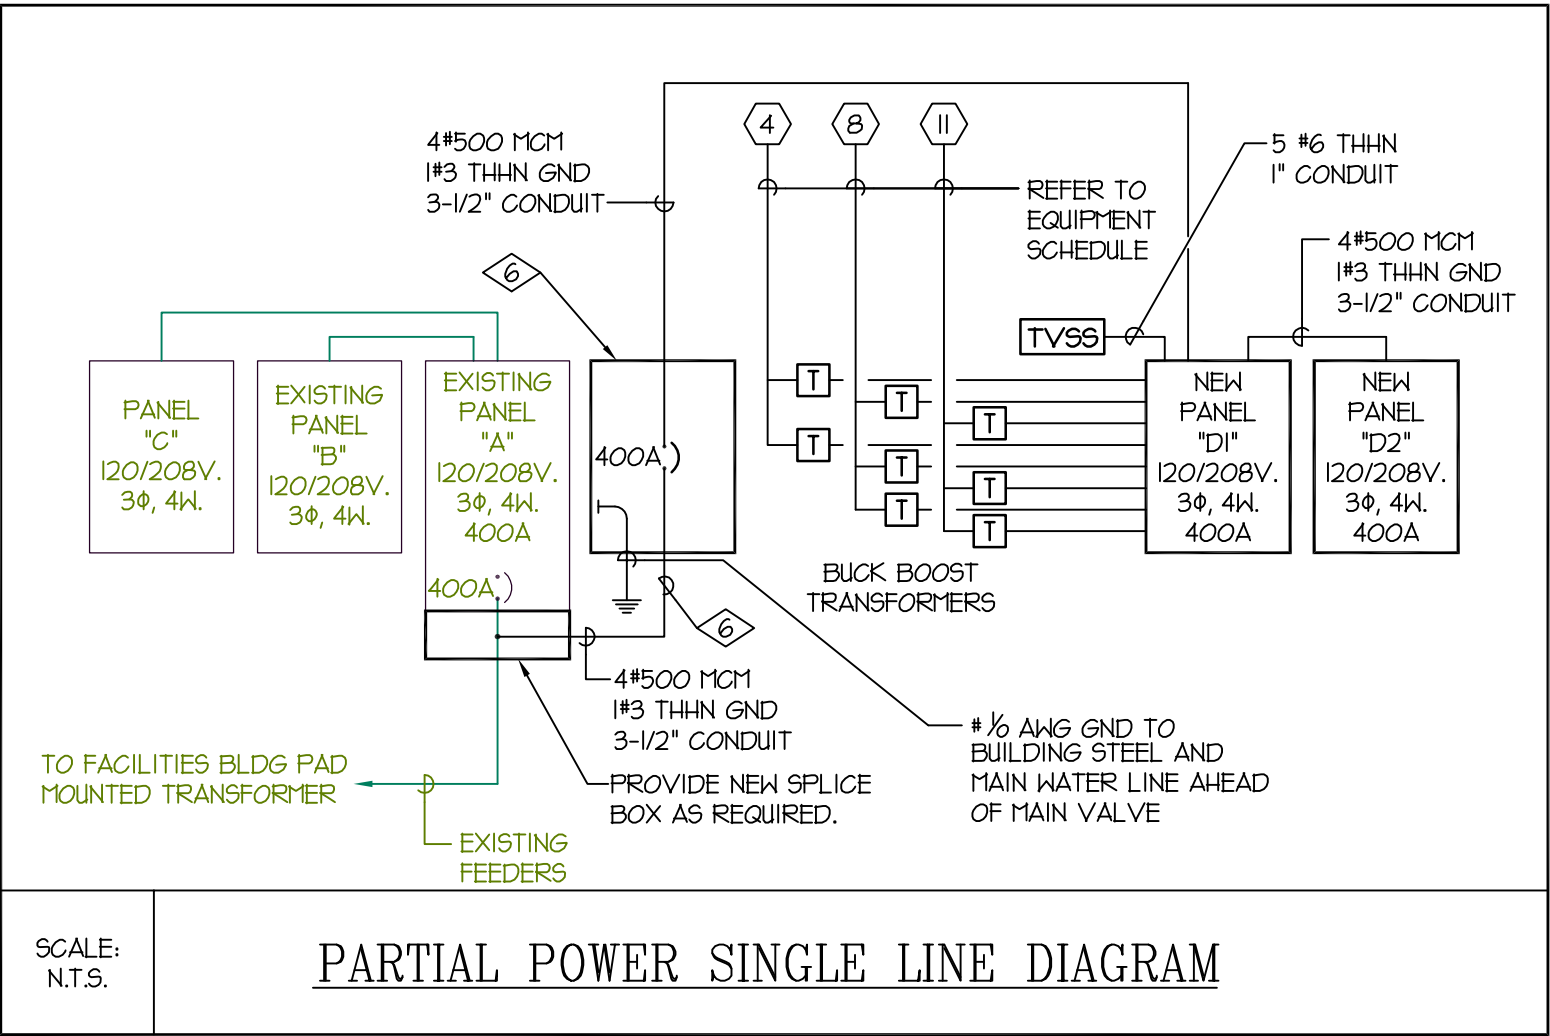 4#500 MCM
1#3 THHN GND
3-1/2" CONDUIT
4
8
11
5 #6 THHN
1" CONDUIT
REFER TO
EQUIPMENT
SCHEDULE
4#500 MCM
1#3 THHN GND
3-1/2" CONDUIT
6
TVSS
PANEL
"C"
120/208V.
3Φ, 4W.
EXISTING
PANEL
"B"
120/208V.
3Φ, 4W.
EXISTING
PANEL
"A"
120/208V.
3Φ, 4W.
400A
400A
400A
T
T
T
T
T
T
T
T
NEW
PANEL
"D1"
120/208V.
3Φ, 4W.
400A
NEW
PANEL
"D2"
120/208V.
3Φ, 4W.
400A
BUCK BOOST
TRANSFORMERS
6
4#500 MCM
1#3 THHN GND
3-1/2" CONDUIT
# 1/0 AWG GND TO
BUILDING STEEL AND
MAIN WATER LINE AHEAD
OF MAIN VALVE
TO FACILITIES BLDG PAD
MOUNTED TRANSFORMER
PROVIDE NEW SPLICE
BOX AS REQUIRED.
EXISTING
FEEDERS
SCALE:
N.T.S.
PARTIAL POWER SINGLE LINE DIAGRAM